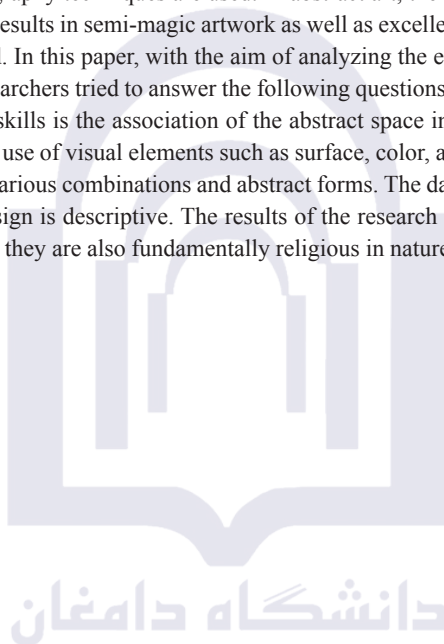 results in semi-magic artwork as well as excelle
l. In this paper, with the aim of analyzing the e
archers tried to answer the following questions
skills is the association of the abstract space in
use of visual elements such as surface, color, a
arious combinations and abstract forms. The da
sign is descriptive. The results of the research
they are also fundamentally religious in nature
دانشگاه دامغان